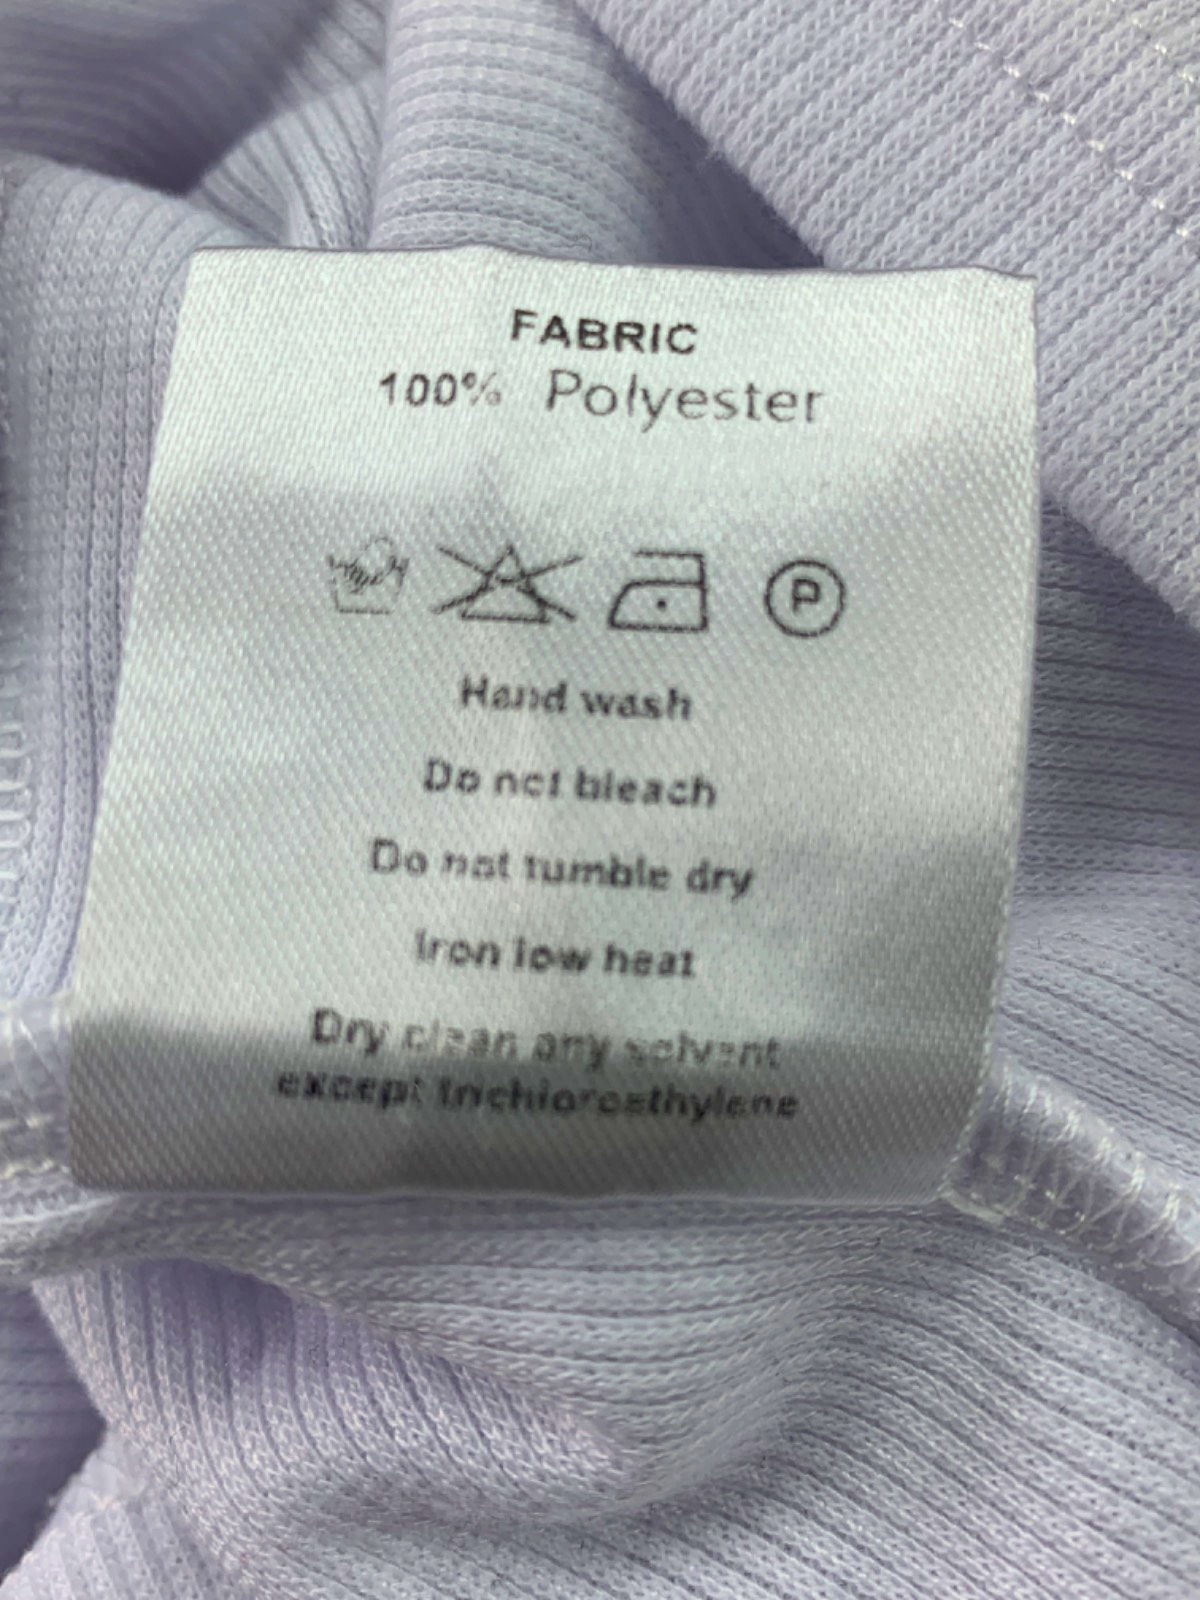 FABRIC
100% Polyester
P
Hand wash
Do not bleach
Do not tumble dry
Iron low heat
Dry clean any solvent
except trichloroethylene